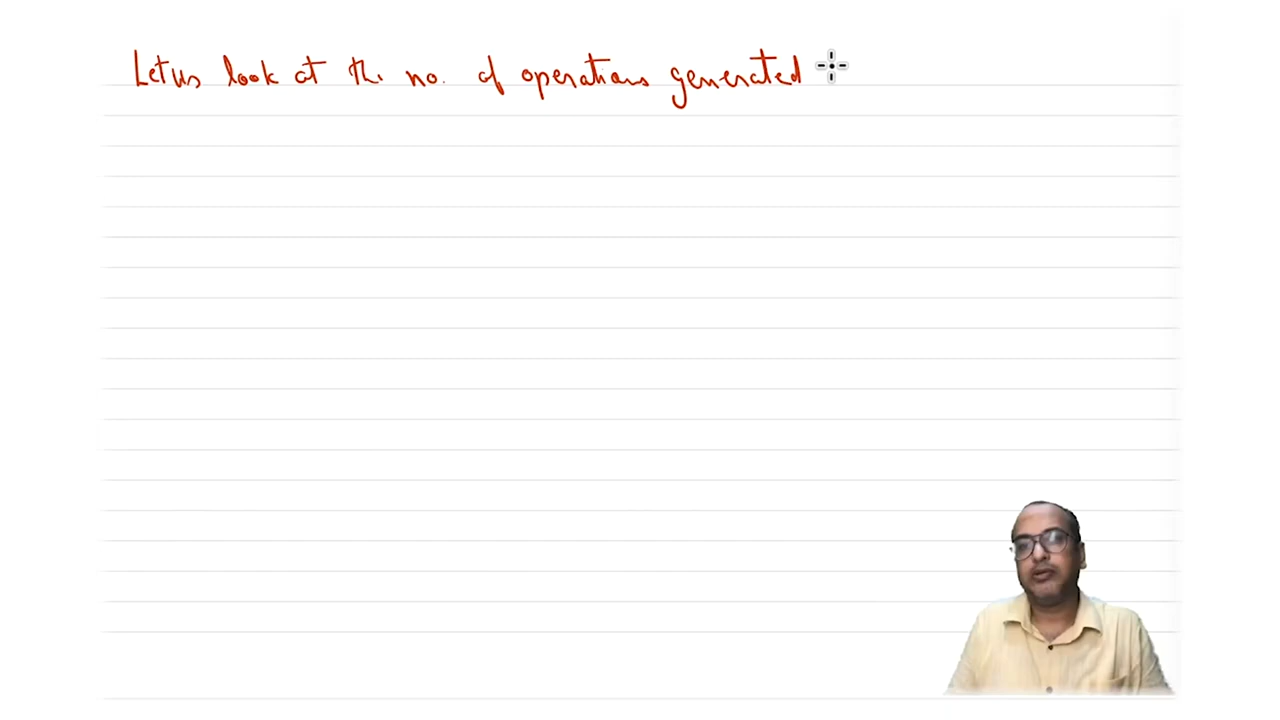 Let us look at the no. of operations generated